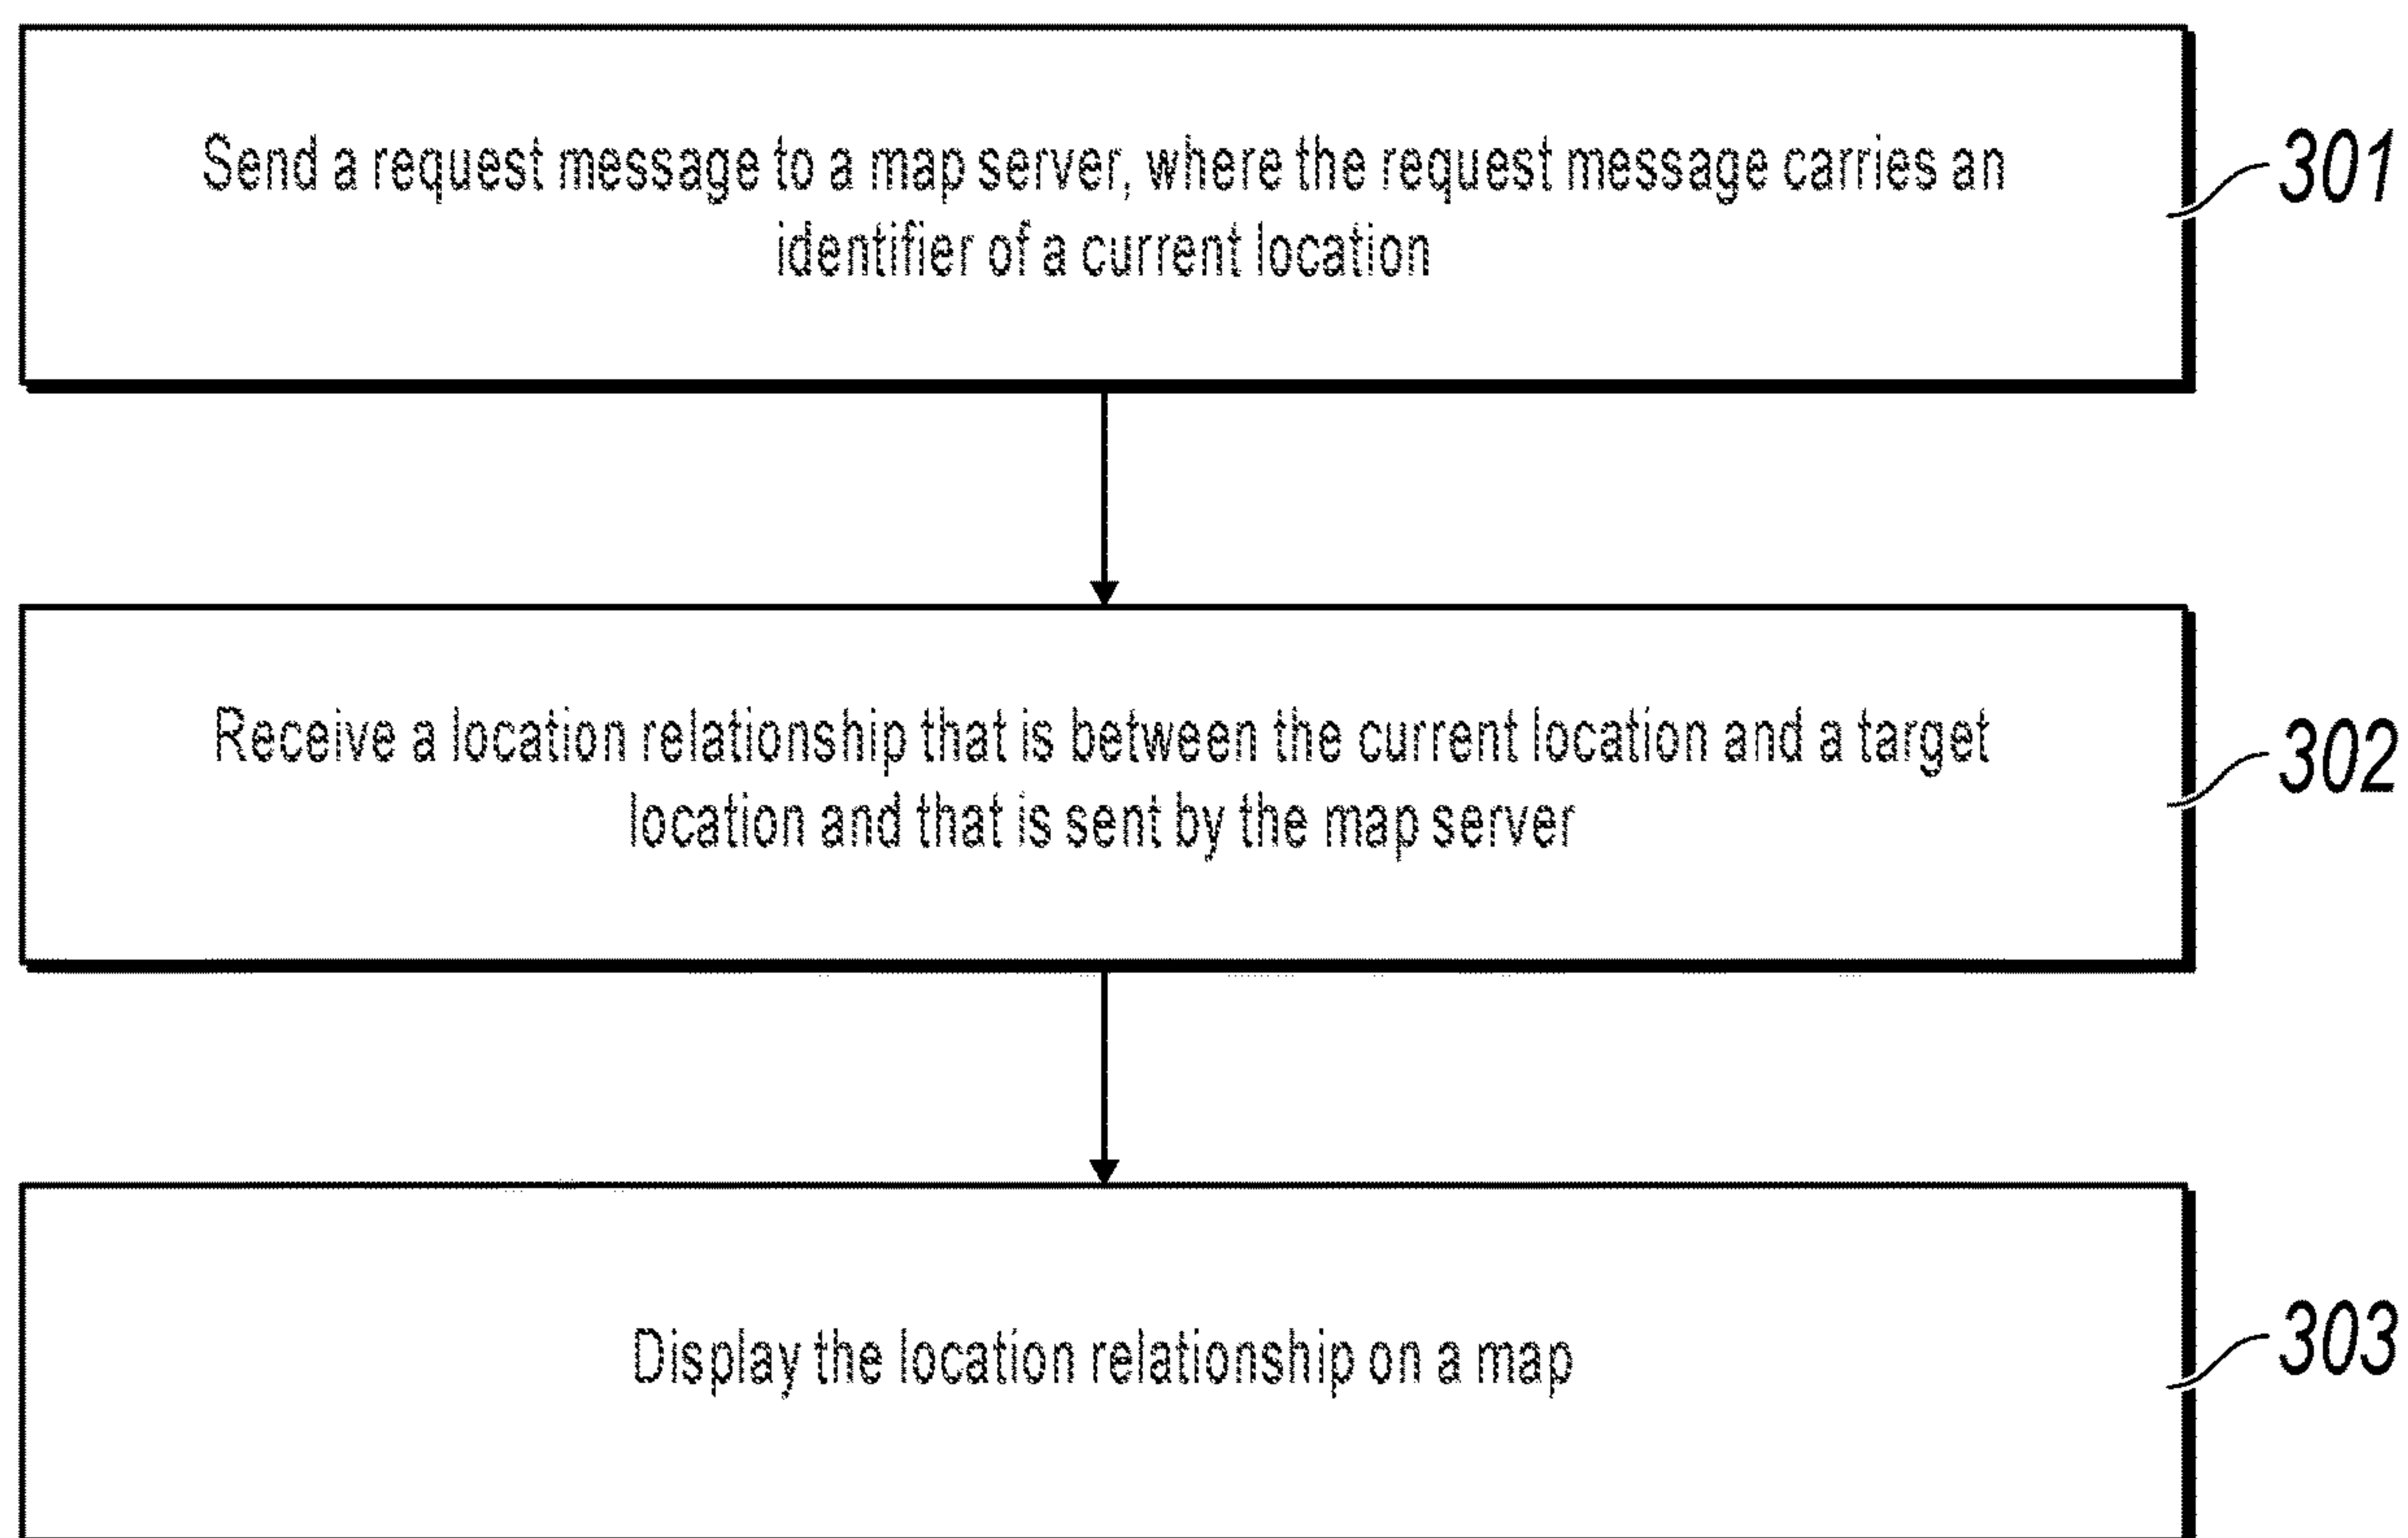 Send a request message to a map server, where the request message carries an
identifier of a current location
301
Receive a location relationship that is between the current location and a target
location and that is sent by the map server
302
Display the location relationship on a map
303